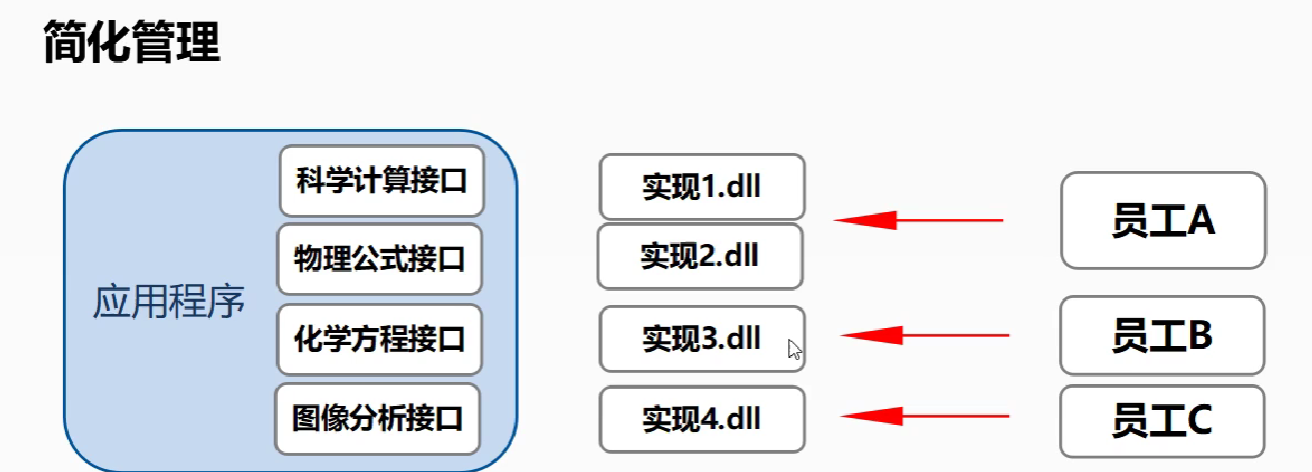 简化管理
应用程序
科学计算接口
物理公式接口
化学方程接口
图像分析接口
实现1.dll
实现2.dll
实现3.dll
实现4.dll
员工A
员工B
员工C